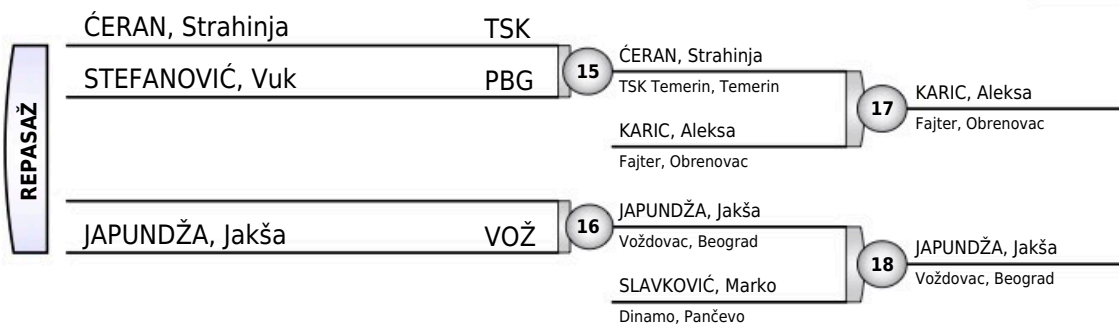 REPASAŽ
ĆERAN, Strahinja TSK
STEFANOVIĆ, Vuk PBG
15
ĆERAN, Strahinja
TSK Temerin, Temerin
KARIC, Aleksa
Fajter, Obrenovac
17
KARIC, Aleksa
Fajter, Obrenovac
JAPUNDŽA, Jakša VOŽ
16
JAPUNDŽA, Jakša
Voždovac, Beograd
SLAVKOVIĆ, Marko
Dinamo, Pančevo
18
JAPUNDŽA, Jakša
Voždovac, Beograd